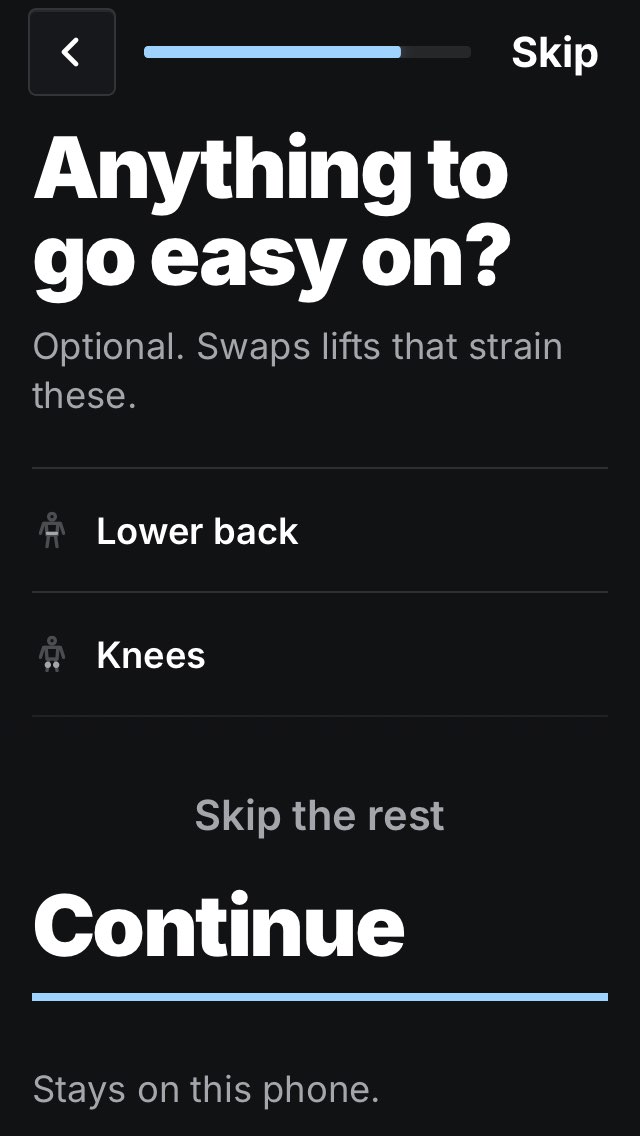 Skip
Anything to
go easy on?
Optional. Swaps lifts that strain
these.
Lower back
Knees
Skip the rest
Continue
Stays on this phone.